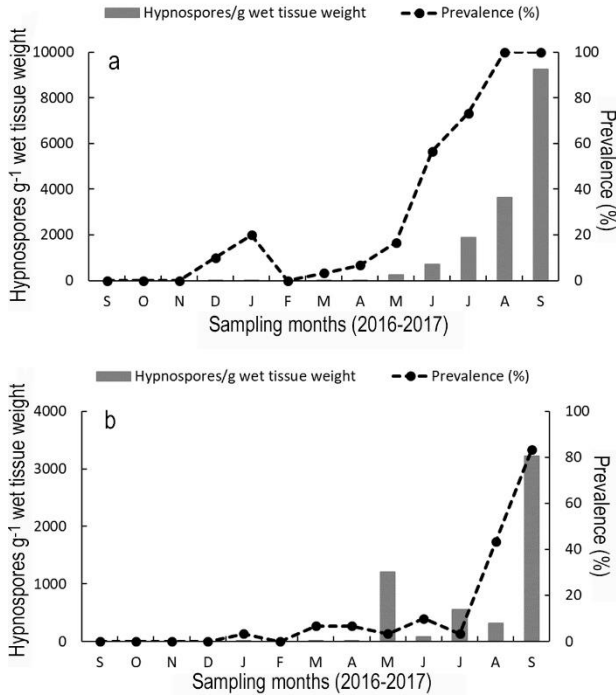 Hypnospores/g wet tissue weight Prevalence (%)
a
Hypnospores g-1 wet tissue weight
10000
8000
6000
4000
2000
0
100
80
60
40
20
0
Prevalence (%)
S O N D J F M A M J J A S
Sampling months (2016-2017)
Hypnospores/g wet tissue weight Prevalence (%)
b
Hypnospores g-1 wet tissue weight
4000
3000
2000
1000
0
100
80
60
40
20
0
Prevalence (%)
S O N D J F M A M J J A S
Sampling months (2016-2017)